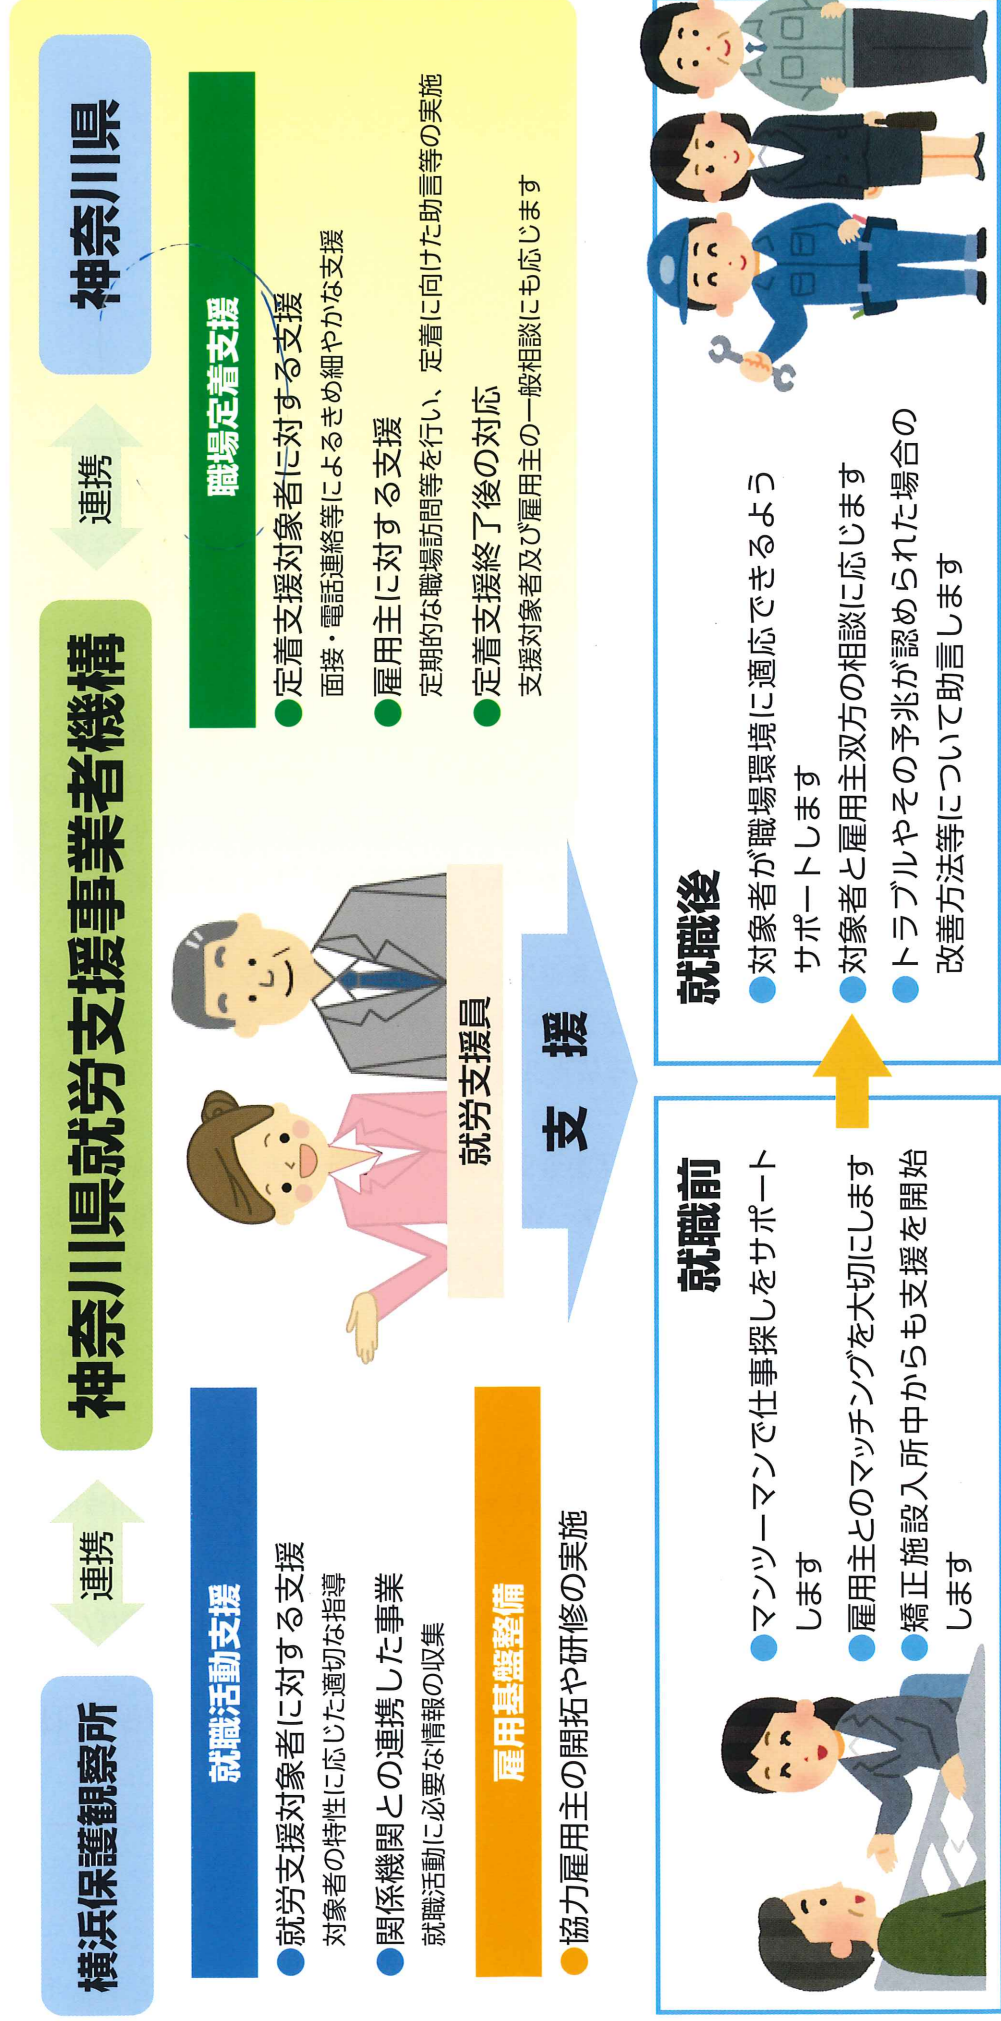 横浜保護観察所
連携
神奈川県就労支援事業者機構
連携
神奈川県
就職活動支援
●就労支援対象者に対する支援
対象者の特性に応じた適切な指導
●関係機関との連携した事業
就職活動に必要な情報の収集
雇用基盤整備
●協力雇用主の開拓や研修の実施
就労支援員
支 援
職場定着支援
●定着支援対象者に対する支援
面接・電話連絡等によるきめ細やかな支援
●雇用主に対する支援
定期的な職場訪問等を行い、定着に向けた助言等の実施
●定着支援終了後の対応
支援対象者及び雇用主の一般相談にも応じます
就職前
●マンツーマンで仕事探しをサポート
します
●雇用主とのマッチングを大切にします
●矯正施設入所中からも支援を開始
します
就職後
●対象者が職場環境に適応できるよう
サポートします
●対象者と雇用主双方の相談に応じます
●トラブルやその予兆が認められた場合の
改善方法等について助言します